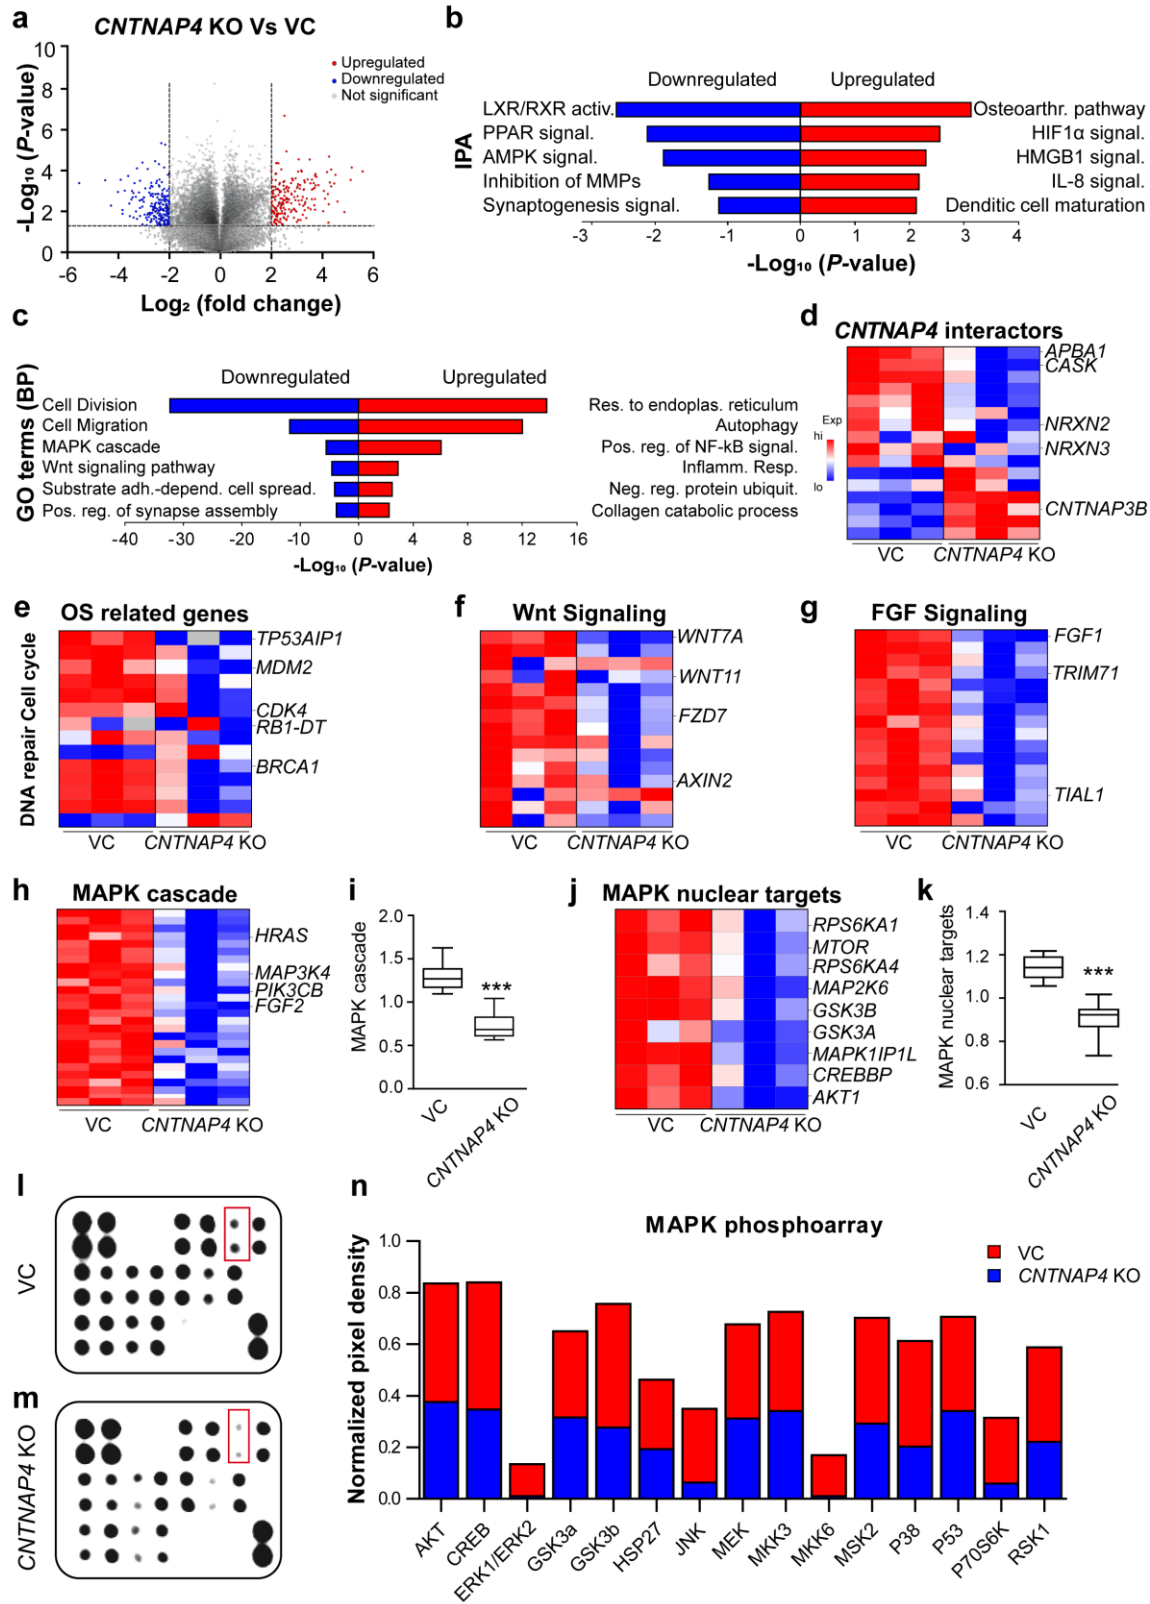 a
CNTNAP4 KO Vs VC
10
8
6
4
2
0
-6
-4
-2
0
2
4
6
-Log₁₀ (P-value)
Log₂ (fold change)
Upregulated
Downregulated
Not significant
b
IPA
Downregulated
Upregulated
LXR/RXR activ.
PPAR signal.
AMPK signal.
Inhibition of MMPs
Synaptogenesis signal.
Osteoarthr. pathway
HIF1α signal.
HMGB1 signal.
IL-8 signal.
Denditic cell maturation
-3
-2
-1
0
1
2
3
4
-Log₁₀ (P-value)
c
GO terms (BP)
Downregulated
Upregulated
Cell Division
Cell Migration
MAPK cascade
Wnt signaling pathway
Substrate adh.-depend. cell spread.
Pos. reg. of synapse assembly
Res. to endoplas. reticulum
Autophagy
Pos. reg. of NF-kB signal.
Inflamm. Resp.
Neg. reg. protein ubiquit.
Collagen catabolic process
-40
-30
-20
-10
0
4
8
12
16
-Log₁₀ (P-value)
d
CNTNAP4 interactors
Exp
hi
lo
APBA1
CASK
NRXN2
NRXN3
CNTNAP3B
VC
CNTNAP4 KO
e
OS related genes
DNA repair Cell cycle
TP53AIP1
MDM2
CDK4
RB1-DT
BRCA1
VC
CNTNAP4 KO
f
Wnt Signaling
WNT7A
WNT11
FZD7
AXIN2
VC
CNTNAP4 KO
g
FGF Signaling
FGF1
TRIM71
TIAL1
VC
CNTNAP4 KO
h
MAPK cascade
HRAS
MAP3K4
PIK3CB
FGF2
VC
CNTNAP4 KO
i
MAPK cascade
2.0
1.5
1.0
0.5
0.0
***
VC
CNTNAP4 KO
j
MAPK nuclear targets
RPS6KA1
MTOR
RPS6KA4
MAP2K6
GSK3B
GSK3A
MAPK1IP1L
CREBBP
AKT1
VC
CNTNAP4 KO
k
MAPK nuclear targets
1.4
1.2
1.0
0.8
0.6
***
VC
CNTNAP4 KO
l
VC
m
CNTNAP4 KO
n
MAPK phosphoarray
Normalized pixel density
1.0
0.8
0.6
0.4
0.2
0.0
VC
CNTNAP4 KO
AKT
CREB
ERK1/ERK2
GSK3a
GSK3b
HSP27
JNK
MEK
MKK3
MKK6
MSK2
P38
P53
P70S6K
RSK1